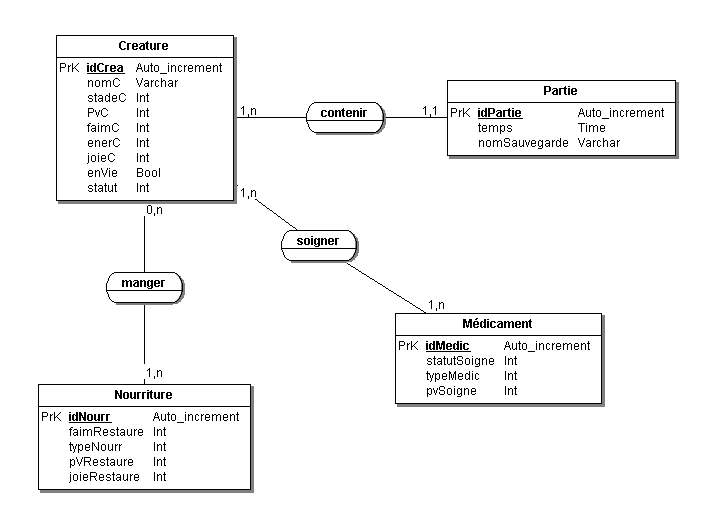 Creature
PrK idCrea Auto_increment
nomC Varchar
stadeC Int
PvC Int
faimC Int
enerC Int
joieC Int
enVie Bool
statut Int
1,n
contenir
1,1
Partie
PrK idPartie Auto_increment
temps Time
nomSauvegarde Varchar
1,n
soigner
1,n
0,n
manger
1,n
Médicament
PrK idMedic Auto_increment
statutSoigne Int
typeMedic Int
pvSoigne Int
Nourriture
PrK idNourr Auto_increment
faimRestaure Int
typeNourr Int
pVRestaure Int
joieRestaure Int